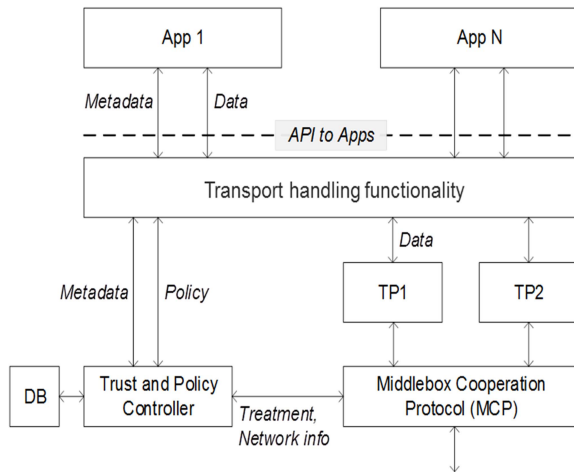 App 1
App N
Metadata
Data
API to Apps
Transport handling functionality
Data
Metadata
Policy
TP1
TP2
DB
Trust and Policy
Controller
Middlebox Cooperation
Protocol (MCP)
Treatment,
Network info